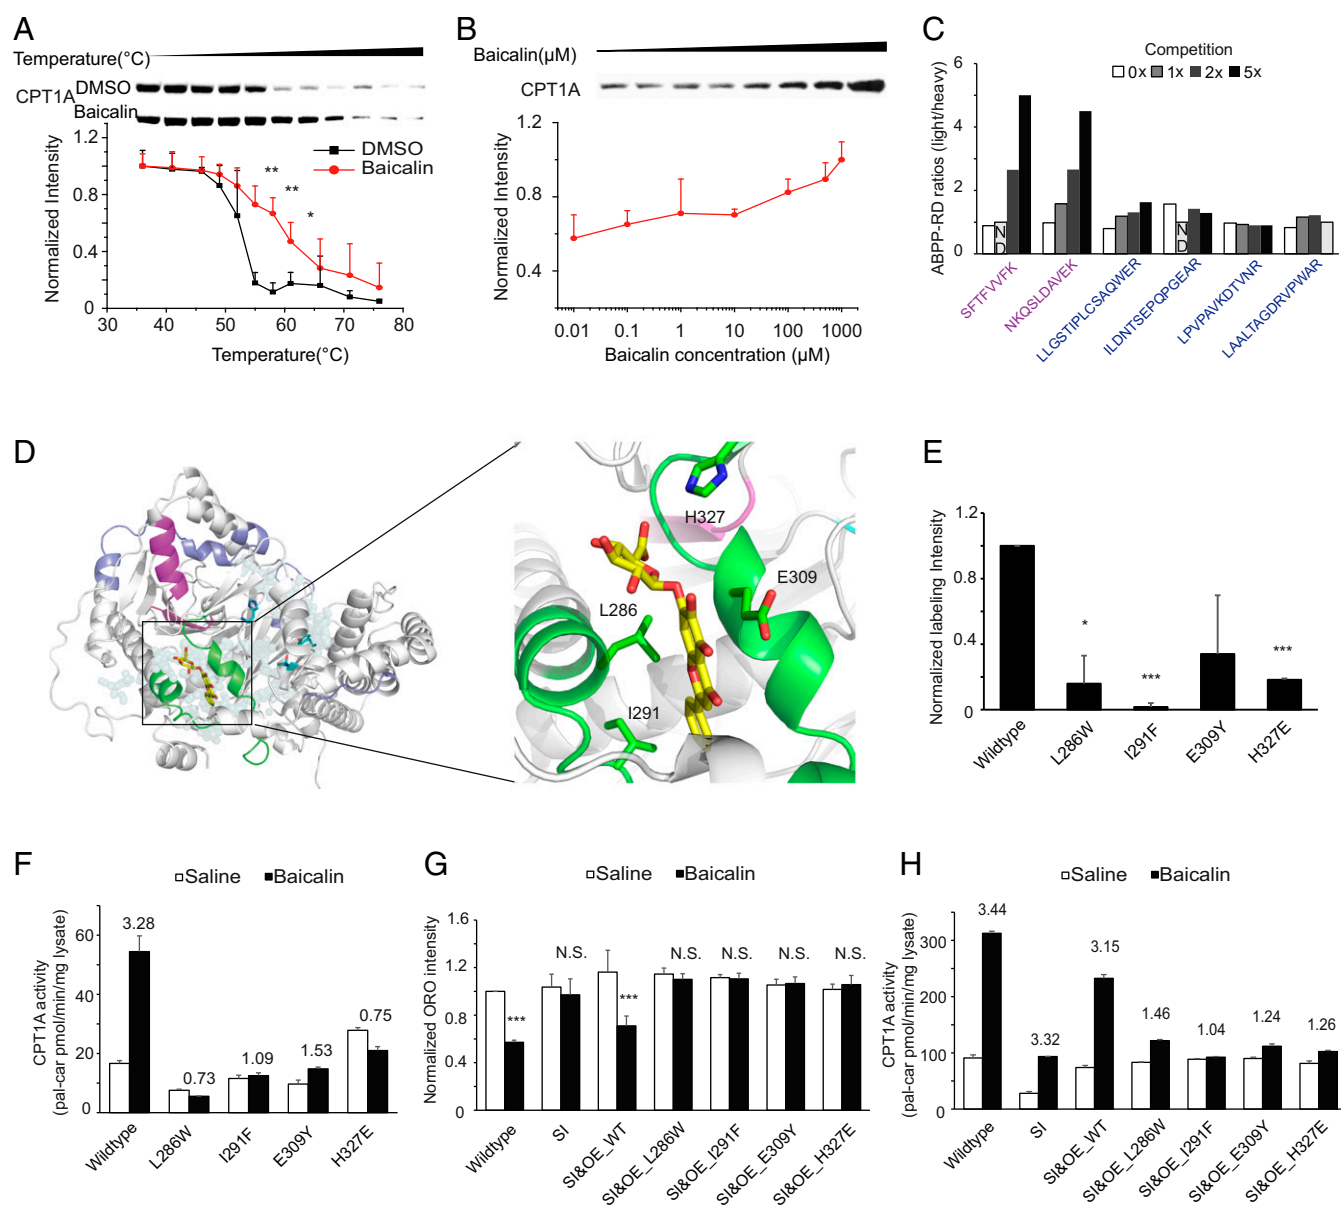 A
Temperature(°C)
CPT1A
DMSO
Baicalin
Normalized Intensity
1.2
0.8
0.4
0
DMSO
Baicalin
**
**
*
30 40 50 60 70 80
Temperature(°C)
B
Baicalin(µM)
CPT1A
Normalized Intensity
1.2
0.8
0.4
0.01 0.1 1 10 100 1000
Baicalin concentration (µM)
C
Competition
0x 1x 2x 5x
ABPP-RD ratios (light/heavy)
6
4
2
0
ND
ND
SFTFVVFK
NKQSLDAVEK
LLGSTIPLCSAQWER
ILDNTSEPQPGEAR
LPVPAVKDTVNR
LAALTAGDRVPWAR
D
H327
E309
L286
I291
E
Normalized labeling Intensity
1.2
0.8
0.4
0
*
***
***
Wildtype
L286W
I291F
E309Y
H327E
F
Saline Baicalin
CPT1A activity
(pal-car pmol/min/mg lysate)
60
40
20
0
3.28
0.73
1.09
1.53
0.75
Wildtype
L286W
I291F
E309Y
H327E
G
Saline Baicalin
Normalized ORO intensity
1.6
1.2
0.8
0.4
0
***
N.S.
***
N.S.
N.S.
N.S.
N.S.
Wildtype
SI
SI&OE_WT
SI&OE_L286W
SI&OE_I291F
SI&OE_E309Y
SI&OE_H327E
H
Saline Baicalin
CPT1A activity
(pal-car pmol/min/mg lysate)
300
200
100
0
3.44
3.32
3.15
1.46
1.04
1.24
1.26
Wildtype
SI
SI&OE_WT
SI&OE_L286W
SI&OE_I291F
SI&OE_E309Y
SI&OE_H327E